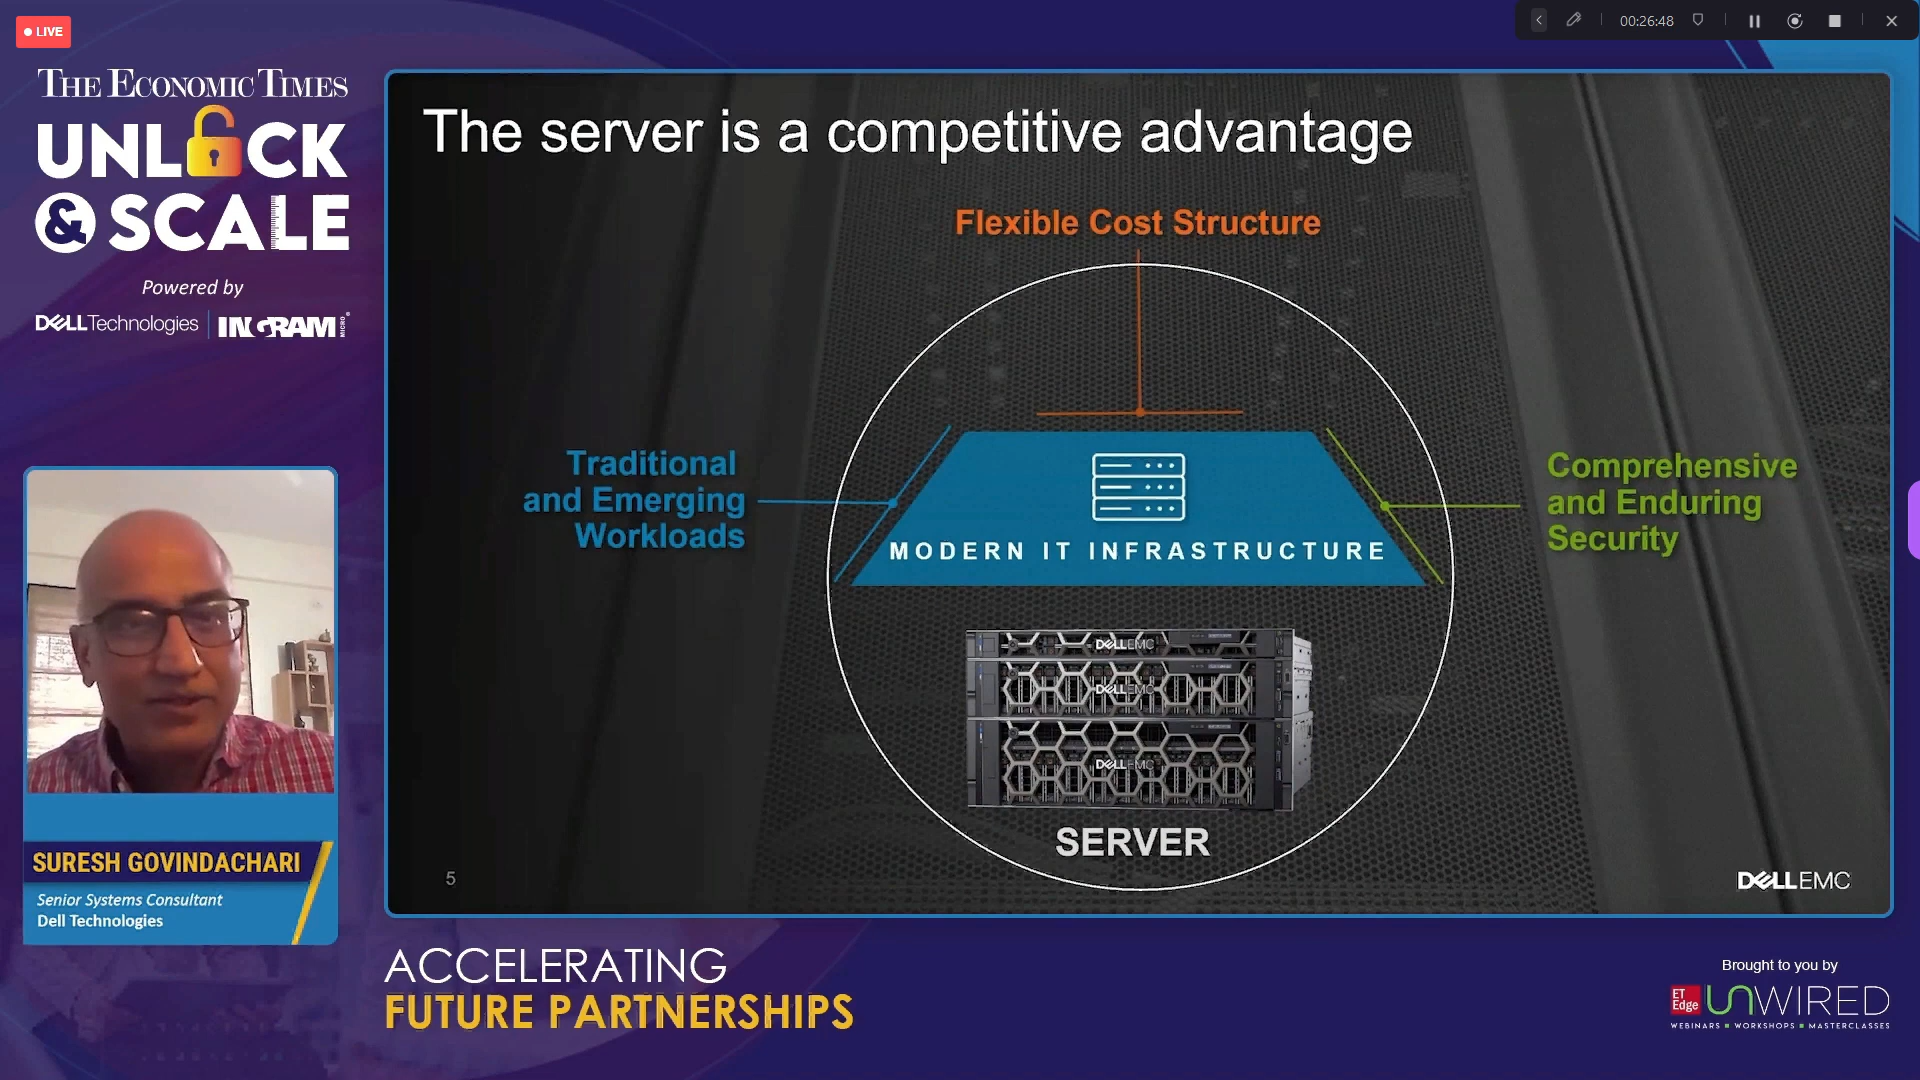 LIVE
00:26:48
THE ECONOMIC TIMES
UNLOCK
& SCALE
Powered by
DELLTechnologies | INGRAM MICRO
The server is a competitive advantage
Flexible Cost Structure
Traditional
and Emerging
Workloads
MODERN IT INFRASTRUCTURE
Comprehensive
and Enduring
Security
DELLEMC
DELLEMC
DELLEMC
SERVER
5
DELLEMC
SURESH GOVINDACHARI
Senior Systems Consultant
Dell Technologies
ACCELERATING
FUTURE PARTNERSHIPS
Brought to you by
ET Edge UNWIRED
WEBINARS ▪ WORKSHOPS ▪ MASTERCLASSES